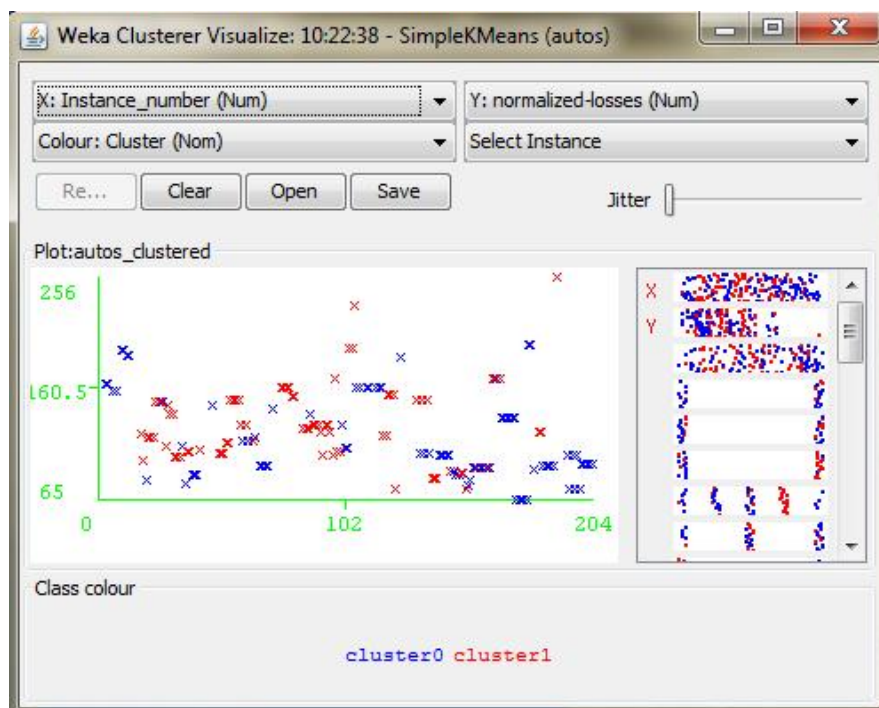 Weka Clusterer Visualize: 10:22:38 - SimpleKMeans (autos)
X: Instance_number (Num)
Y: normalized-losses (Num)
Colour: Cluster (Nom)
Select Instance
Re...
Clear
Open
Save
Jitter
Plot:autos_clustered
256
160.5
65
0
102
204
X
Y
Class colour
cluster0 cluster1